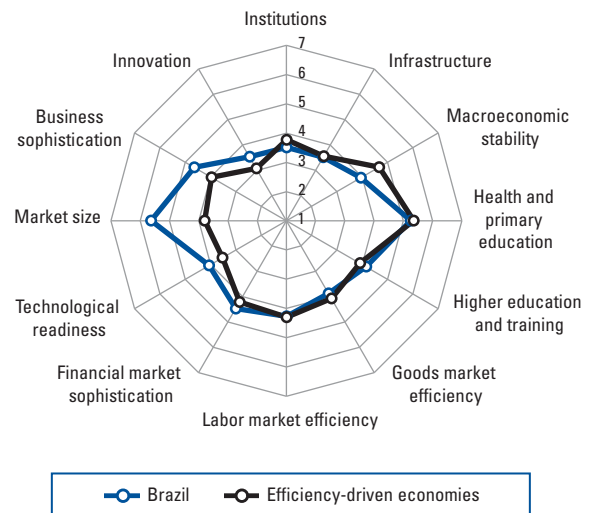 Institutions
7
6
5
4
3
2
1
Infrastructure
Macroeconomic
stability
Health and
primary
education
Higher education
and training
Goods market
efficiency
Labor market efficiency
Financial market
sophistication
Technological
readiness
Market size
Business
sophistication
Innovation
Brazil
Efficiency-driven economies